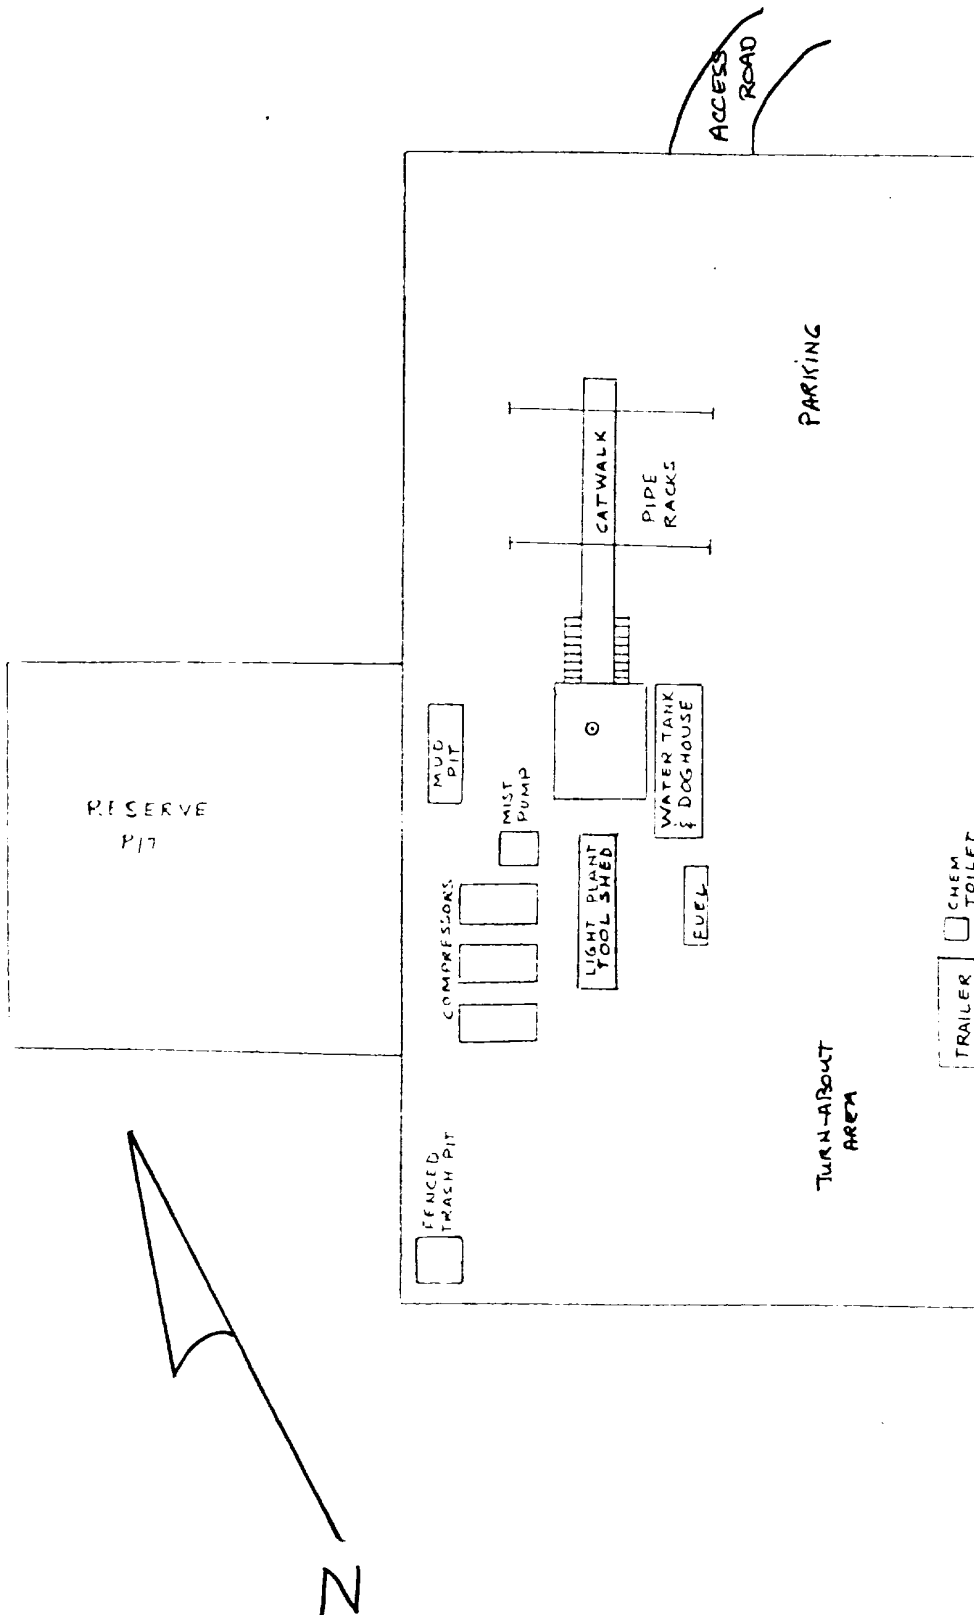 ACCESS
ROAD
PARKING
CATWALK
PIPE
RACKS
RESERVE
PIT
MUD
PIT
MIST
PUMP
WATER TANK
& DOGHOUSE
COMPRESSORS
LIGHT PLANT
TOOL SHED
FUEL
CHEM
TOILET
TRAILER
TURN-ABOUT
AREA
FENCED
TRASH PIT
N